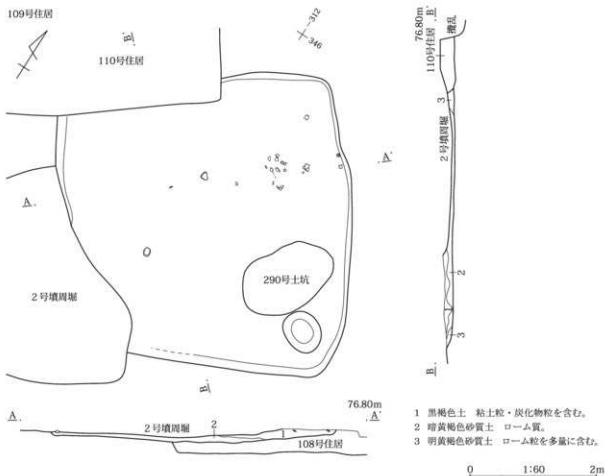 109号住居
110号住居
B'
-312
346
A'
A
290号土坑
2号墳周堀
B
76.80m
A
2号墳周堀
2
1
A'
108号住居
76.80m
B'
110号住居
攪乱
3
2号墳周堀
2
3
B
1 黒褐色土 粘土粒・炭化物粒を含む。
2 暗黄褐色砂質土 ローム質。
3 明黄褐色砂質土 ローム粒を多量に含む。
0 1:60 2m